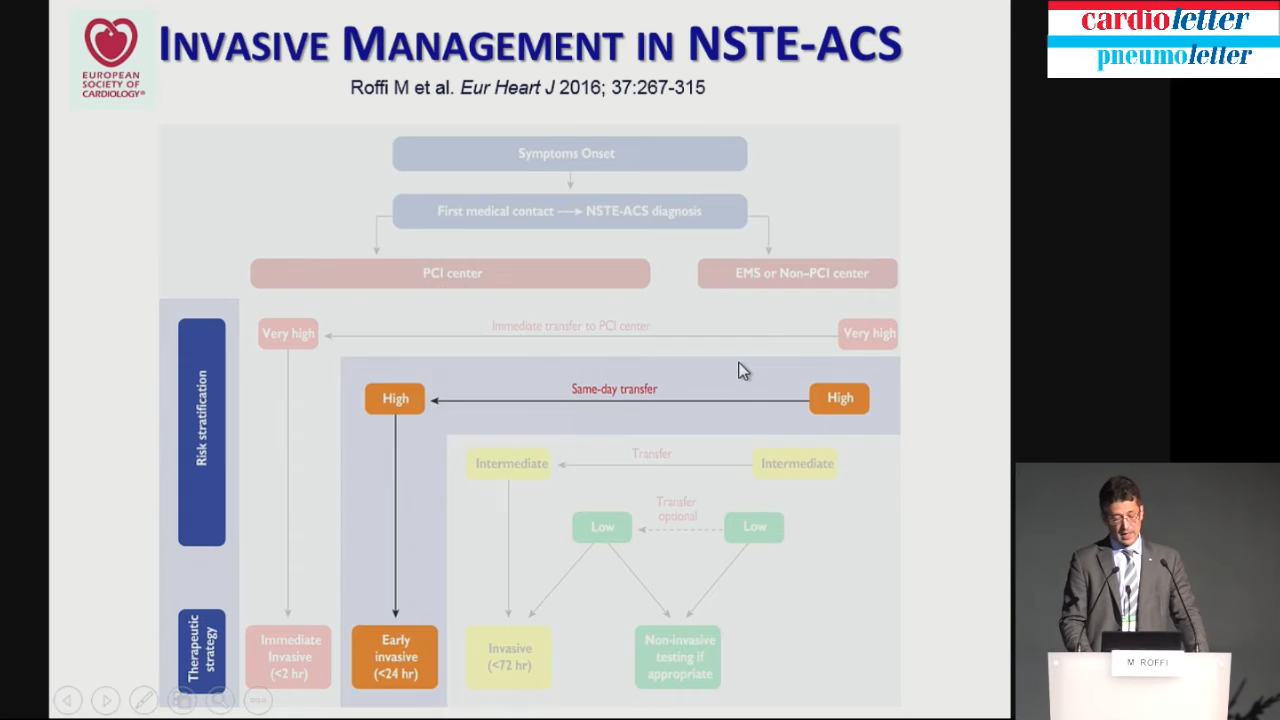 INVASIVE MANAGEMENT IN NSTE-ACS
cardioletter
pneumoletter
EUROPEAN
SOCIETY OF
CARDIOLOGY®
Roffi M et al. Eur Heart J 2016; 37:267-315
Symptoms Onset
First medical contact → NSTE-ACS diagnosis
PCI center
EMS or Non-PCI center
Risk stratification
Very high
Immediate transfer to PCI center
Very high
High
Same-day transfer
High
Intermediate
Transfer
Intermediate
Low
Transfer
optional
Low
Therapeutic
strategy
Immediate
Invasive
(<2 hr)
Early
invasive
(<24 hr)
Invasive
(<72 hr)
Non-invasive
testing if
appropriate
M ROFFI